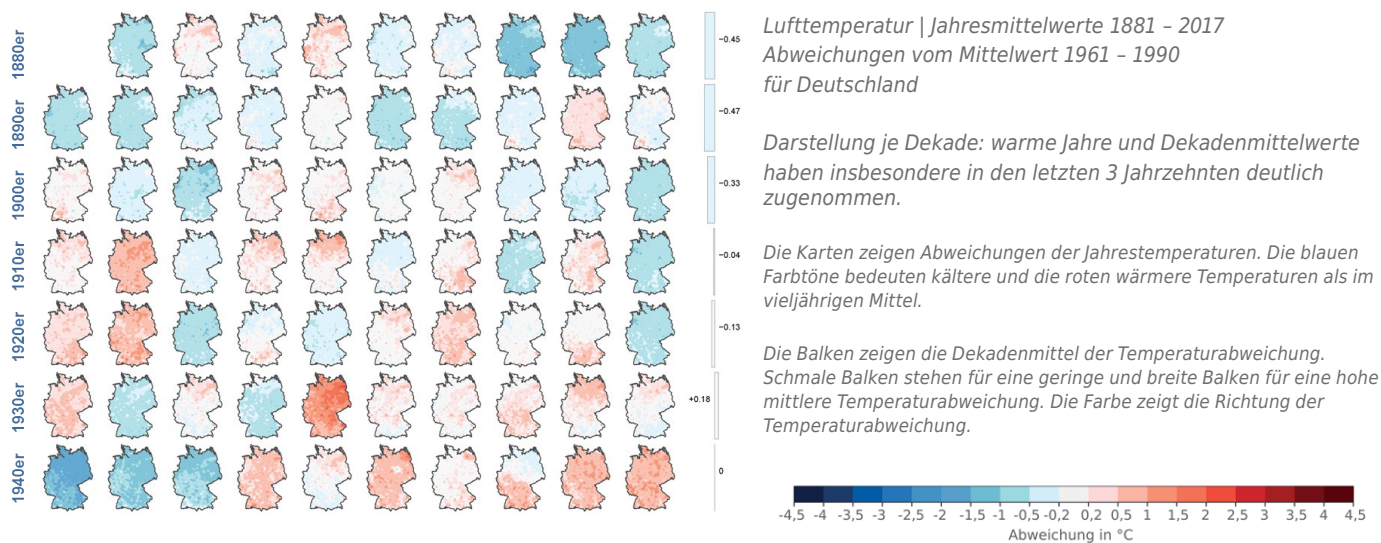 Lufttemperatur | Jahresmittelwerte 1881 – 2017
Abweichungen vom Mittelwert 1961 – 1990
für Deutschland
Darstellung je Dekade: warme Jahre und Dekadenmittelwerte
haben insbesondere in den letzten 3 Jahrzehnten deutlich
zugenommen.
Die Karten zeigen Abweichungen der Jahrestemperaturen. Die blauen
Farbtöne bedeuten kältere und die roten wärmere Temperaturen als im
vieljährigen Mittel.
Die Balken zeigen die Dekadenmittel der Temperaturabweichung.
Schmale Balken stehen für eine geringe und breite Balken für eine hohe
mittlere Temperaturabweichung. Die Farbe zeigt die Richtung der
Temperaturabweichung.
1880er
−0.45
1890er
−0.47
1900er
−0.33
1910er
−0.04
1920er
−0.13
1930er
+0.18
1940er
0
-4,5 -4 -3,5 -3 -2,5 -2 -1,5 -1 -0,5 -0,2 0,2 0,5 1 1,5 2 2,5 3 3,5 4 4,5
Abweichung in °C